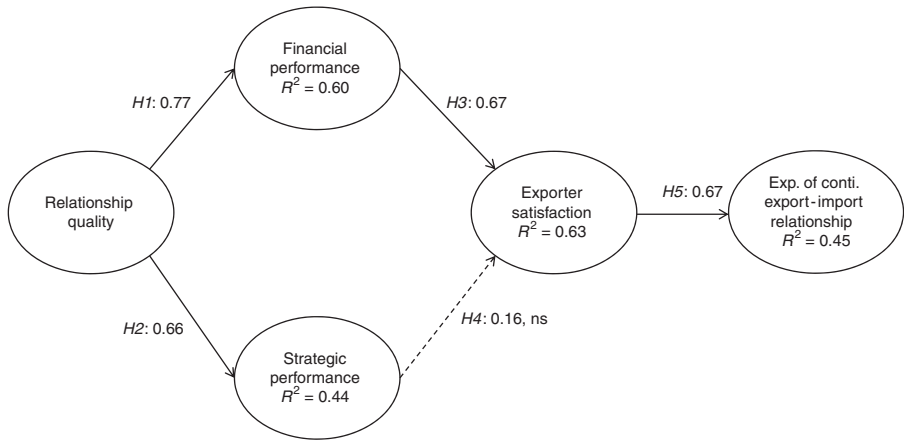 Financial
performance
R² = 0.60
H1: 0.77
H3: 0.67
Relationship
quality
Exporter
satisfaction
R² = 0.63
H5: 0.67
Exp. of conti.
export-import
relationship
R² = 0.45
H2: 0.66
H4: 0.16, ns
Strategic
performance
R² = 0.44